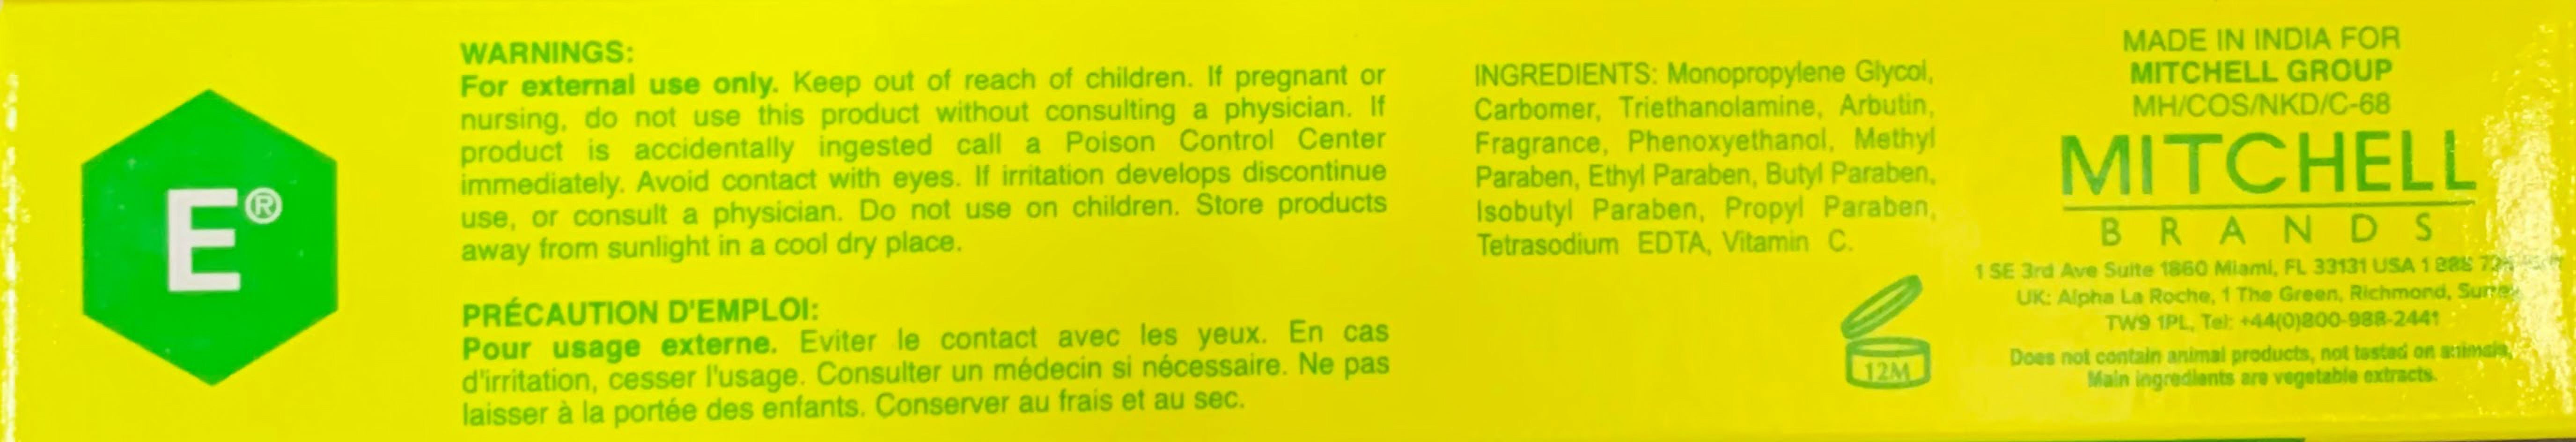 E®
WARNINGS:
For external use only. Keep out of reach of children. If pregnant or
nursing, do not use this product without consulting a physician. If
product is accidentally ingested call a Poison Control Center
immediately. Avoid contact with eyes. If irritation develops discontinue
use, or consult a physician. Do not use on children. Store products
away from sunlight in a cool dry place.
PRÉCAUTION D'EMPLOI:
Pour usage externe. Eviter le contact avec les yeux. En cas
d'irritation, cesser l'usage. Consulter un médecin si nécessaire. Ne pas
laisser à la portée des enfants. Conserver au frais et au sec.
INGREDIENTS: Monopropylene Glycol,
Carbomer, Triethanolamine, Arbutin,
Fragrance, Phenoxyethanol, Methyl
Paraben, Ethyl Paraben, Butyl Paraben,
Isobutyl Paraben, Propyl Paraben,
Tetrasodium EDTA, Vitamin C.
12M
MADE IN INDIA FOR
MITCHELL GROUP
MH/COS/NKD/C-68
MITCHELL
BRANDS
1 SE 3rd Ave Suite 1860 Miami, FL 33131 USA 1
UK: Alpha La Roche, 1 The Green, Richmond,
TW9 1PL, Tel: +44(0)800-988-2441
Does not contain animal products, not tested on animals,
Main ingredients are vegetable extracts.